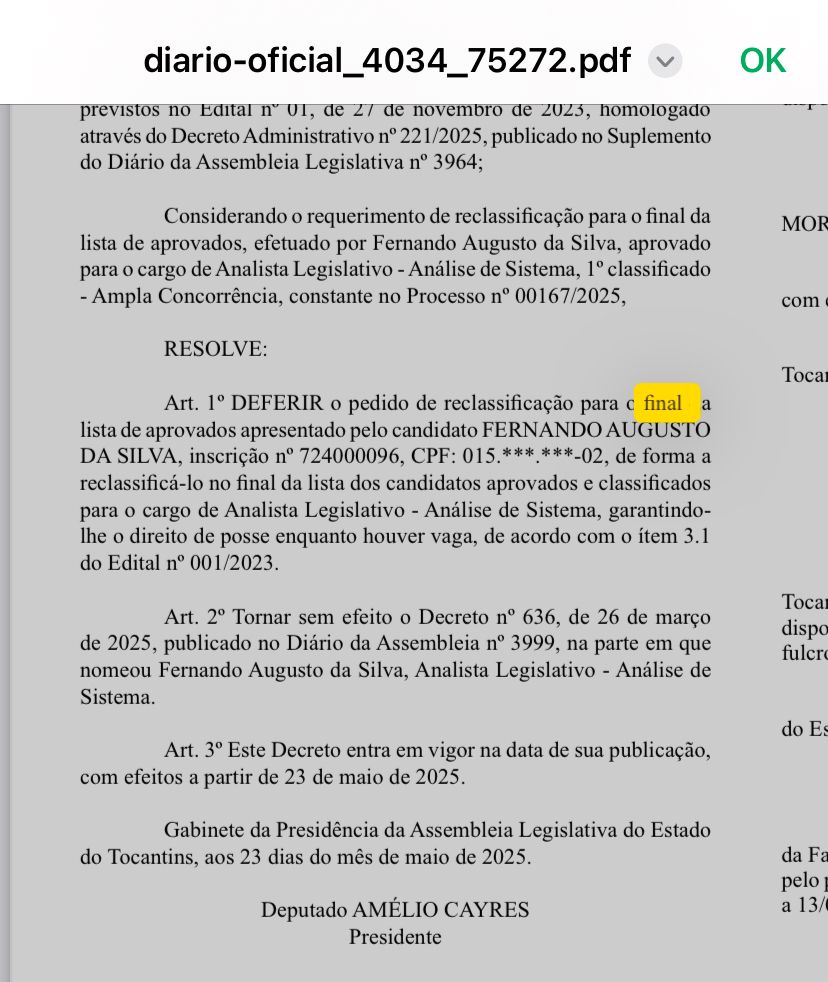 diario-oficial_4034_75272.pdf
OK
previstos no Edital nº 01, de 27 de novembro de 2023, homologado
através do Decreto Administrativo nº 221/2025, publicado no Suplemento
do Diário da Assembleia Legislativa nº 3964;
Considerando o requerimento de reclassificação para o final da
lista de aprovados, efetuado por Fernando Augusto da Silva, aprovado
para o cargo de Analista Legislativo - Análise de Sistema, 1º classificado
- Ampla Concorrência, constante no Processo nº 00167/2025,
RESOLVE:
Art. 1º DEFERIR o pedido de reclassificação para o final a
lista de aprovados apresentado pelo candidato FERNANDO AUGUSTO
DA SILVA, inscrição nº 724000096, CPF: 015.***.***-02, de forma a
reclassificá-lo no final da lista dos candidatos aprovados e classificados
para o cargo de Analista Legislativo - Análise de Sistema, garantindo-
lhe o direito de posse enquanto houver vaga, de acordo com o ítem 3.1
do Edital nº 001/2023.
Art. 2º Tornar sem efeito o Decreto nº 636, de 26 de março
de 2025, publicado no Diário da Assembleia nº 3999, na parte em que
nomeou Fernando Augusto da Silva, Analista Legislativo - Análise de
Sistema.
Art. 3º Este Decreto entra em vigor na data de sua publicação,
com efeitos a partir de 23 de maio de 2025.
Gabinete da Presidência da Assembleia Legislativa do Estado
do Tocantins, aos 23 dias do mês de maio de 2025.
Deputado AMÉLIO CAYRES
Presidente
MOR
com
Tocar
Tocar
dispo
fulcro
do Es
da Fa
pelo p
a 13/